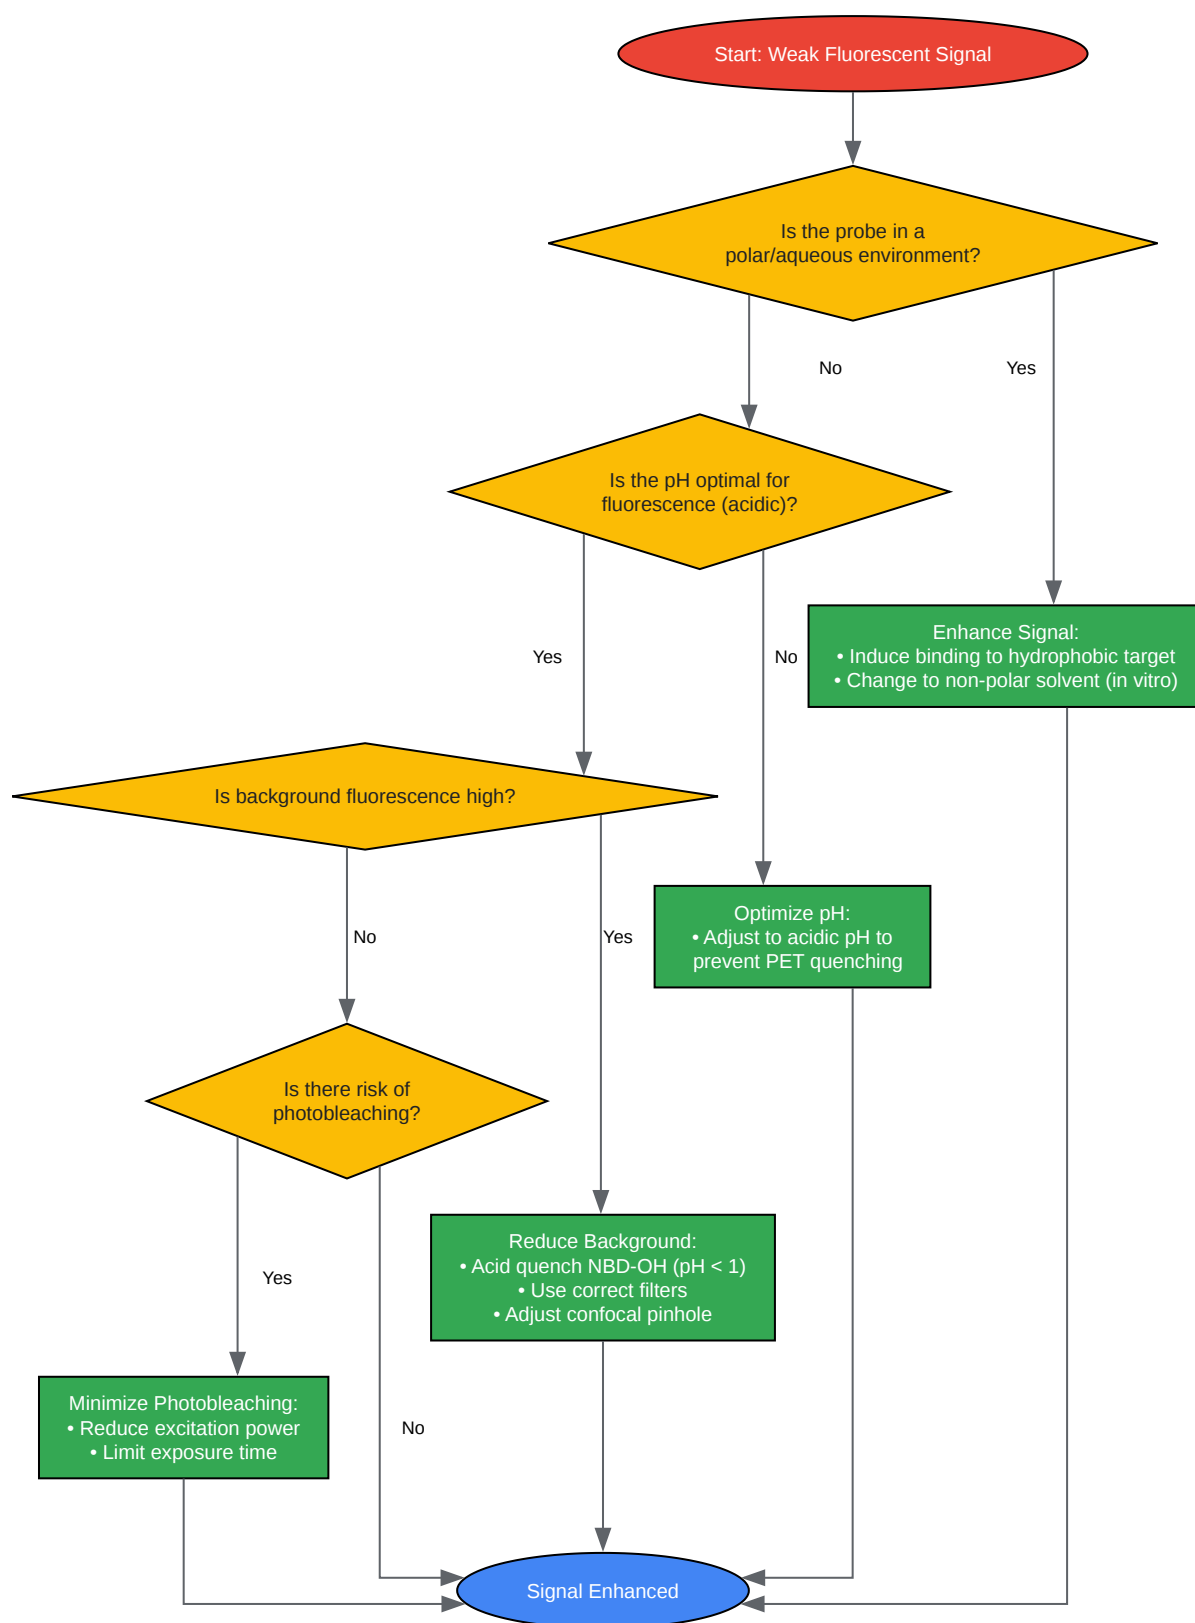 Start: Weak Fluorescent Signal
Is the probe in a
polar/aqueous environment?
No
Yes
Is the pH optimal for
fluorescence (acidic)?
Yes
No
Enhance Signal:
• Induce binding to hydrophobic target
• Change to non-polar solvent (in vitro)
Is background fluorescence high?
No
Yes
Optimize pH:
• Adjust to acidic pH to
prevent PET quenching
Is there risk of
photobleaching?
Yes
No
Reduce Background:
• Acid quench NBD-OH (pH < 1)
• Use correct filters
• Adjust confocal pinhole
Minimize Photobleaching:
• Reduce excitation power
• Limit exposure time
Signal Enhanced